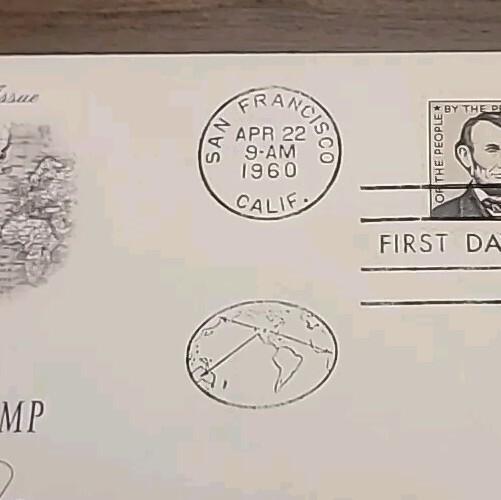 Issue
SAN FRANCISCO
APR 22
9-AM
1960
CALIF.
OF THE PEOPLE ★ BY THE
FIRST DA
MP